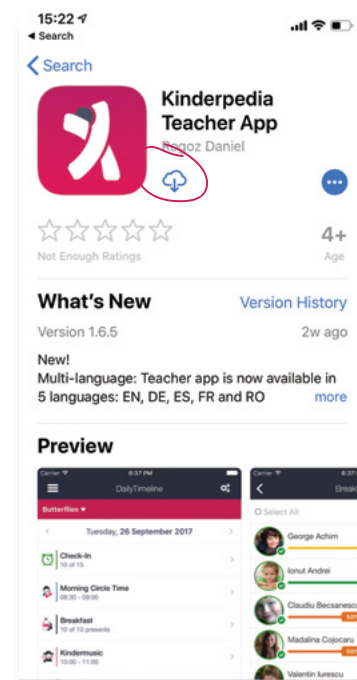 15:22
Search
Search
Kinderpedia
Teacher App
Rogoz Daniel
4+
Not Enough Ratings
Age
What's New
Version History
Version 1.6.5
2w ago
New!
Multi-language: Teacher app is now available in
5 languages: EN, DE, ES, FR and RO
more
Preview
Carrier
6:37 PM
DailyTimeline
Butterflies
Tuesday, 26 September 2017
Check-In
10 of 15
Morning Circle Time
08:30 - 09:00
Breakfast
10 of 10 presents
Kindermusic
10:00 - 11:00
Carrier
6:37
Breakf
Select All
George Achim
Ionut Andrei
Claudiu Becsanescu
50%
Madalina Cojocaru
50%
Valentin Iurescu